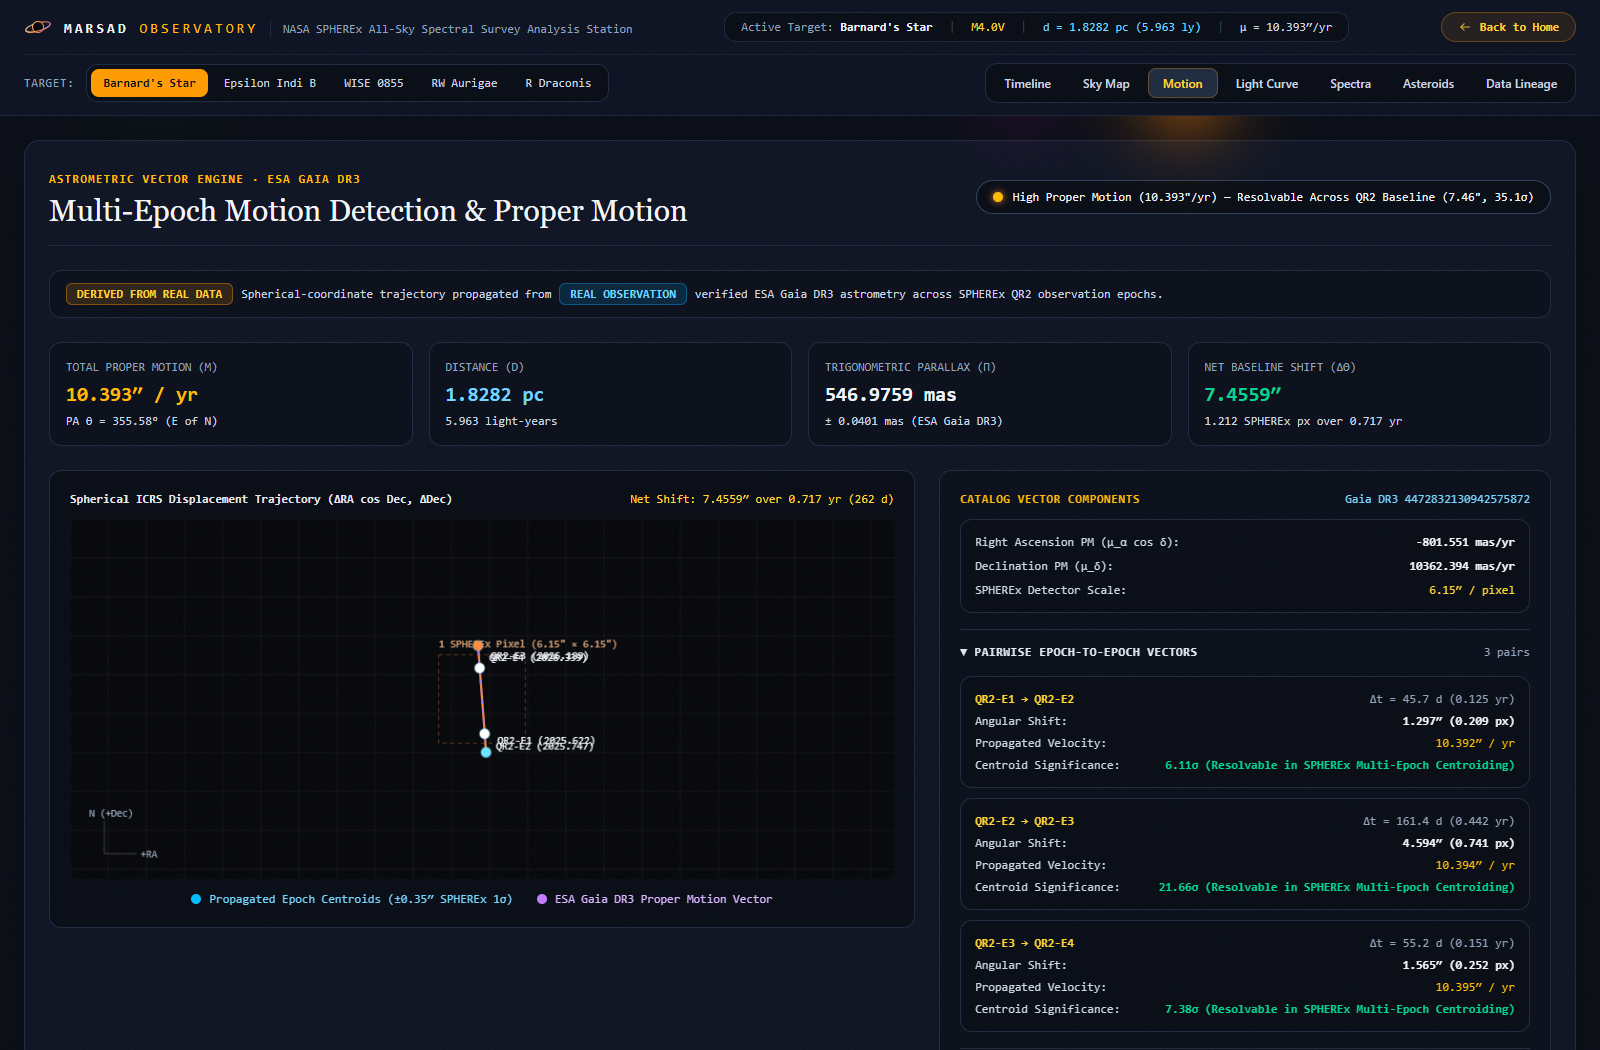 MARSAD OBSERVATORY
NASA SPHEREx All-Sky Spectral Survey Analysis Station
Active Target: Barnard's Star
M4.0V
d = 1.8282 pc (5.963 ly)
μ = 10.393″/yr
← Back to Home
TARGET:
Barnard's Star
Epsilon Indi B
WISE 0855
RW Aurigae
R Draconis
Timeline
Sky Map
Motion
Light Curve
Spectra
Asteroids
Data Lineage
ASTROMETRIC VECTOR ENGINE · ESA GAIA DR3
Multi-Epoch Motion Detection & Proper Motion
High Proper Motion (10.393"/yr) — Resolvable Across QR2 Baseline (7.46", 35.1σ)
DERIVED FROM REAL DATA Spherical-coordinate trajectory propagated from REAL OBSERVATION verified ESA Gaia DR3 astrometry across SPHEREx QR2 observation epochs.
TOTAL PROPER MOTION (Μ)
10.393″ / yr
PA θ = 355.58° (E of N)
DISTANCE (D)
1.8282 pc
5.963 light-years
TRIGONOMETRIC PARALLAX (Π)
546.9759 mas
± 0.0401 mas (ESA Gaia DR3)
NET BASELINE SHIFT (ΔΘ)
7.4559″
1.212 SPHEREx px over 0.717 yr
Spherical ICRS Displacement Trajectory (ΔRA cos Dec, ΔDec)
Net Shift: 7.4559″ over 0.717 yr (262 d)
1 SPHEREx Pixel (6.15" × 6.15")
QR2-E1 (2025.622)
QR2-E2 (2025.747)
N (+Dec)
+RA
Propagated Epoch Centroids (±0.35″ SPHEREx 1σ)
ESA Gaia DR3 Proper Motion Vector
CATALOG VECTOR COMPONENTS
Gaia DR3 4472832130942575872
Right Ascension PM (μ_α cos δ): -801.551 mas/yr
Declination PM (μ_δ): 10362.394 mas/yr
SPHEREx Detector Scale: 6.15″ / pixel
▼ PAIRWISE EPOCH-TO-EPOCH VECTORS 3 pairs
QR2-E1 → QR2-E2 Δt = 45.7 d (0.125 yr)
Angular Shift: 1.297″ (0.209 px)
Propagated Velocity: 10.392″ / yr
Centroid Significance: 6.11σ (Resolvable in SPHEREx Multi-Epoch Centroiding)
QR2-E2 → QR2-E3 Δt = 161.4 d (0.442 yr)
Angular Shift: 4.594″ (0.741 px)
Propagated Velocity: 10.394″ / yr
Centroid Significance: 21.66σ (Resolvable in SPHEREx Multi-Epoch Centroiding)
QR2-E3 → QR2-E4 Δt = 55.2 d (0.151 yr)
Angular Shift: 1.565″ (0.252 px)
Propagated Velocity: 10.395″ / yr
Centroid Significance: 7.38σ (Resolvable in SPHEREx Multi-Epoch Centroiding)